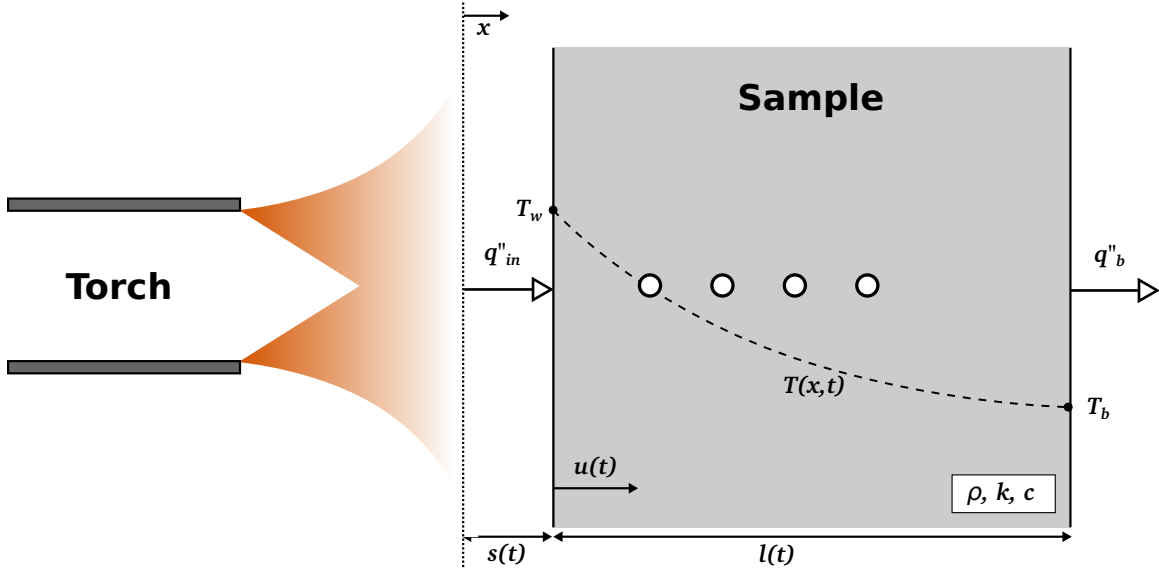 x
Sample
T_w
q"_in
q"_b
Torch
T(x,t)
T_b
u(t)
ρ, k, c
s(t)
l(t)